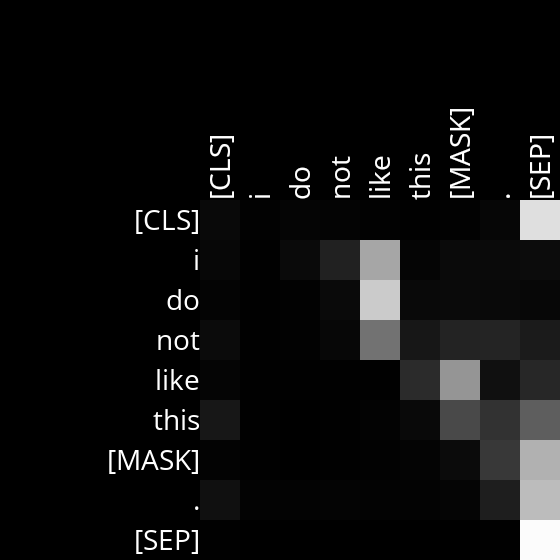 [CLS] i do not like this [MASK] . [SEP]
[CLS]
i
do
not
like
this
[MASK]
.
[SEP]